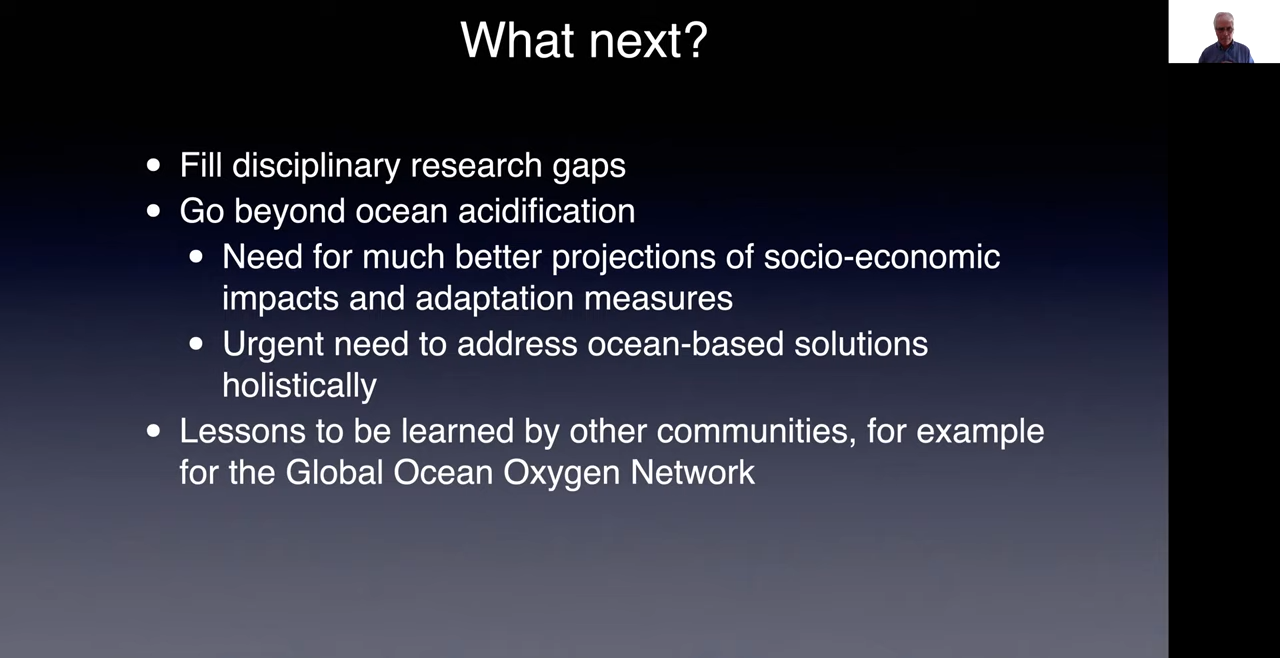 What next?
• Fill disciplinary research gaps
• Go beyond ocean acidification
• Need for much better projections of socio-economic
impacts and adaptation measures
• Urgent need to address ocean-based solutions
holistically
• Lessons to be learned by other communities, for example
for the Global Ocean Oxygen Network